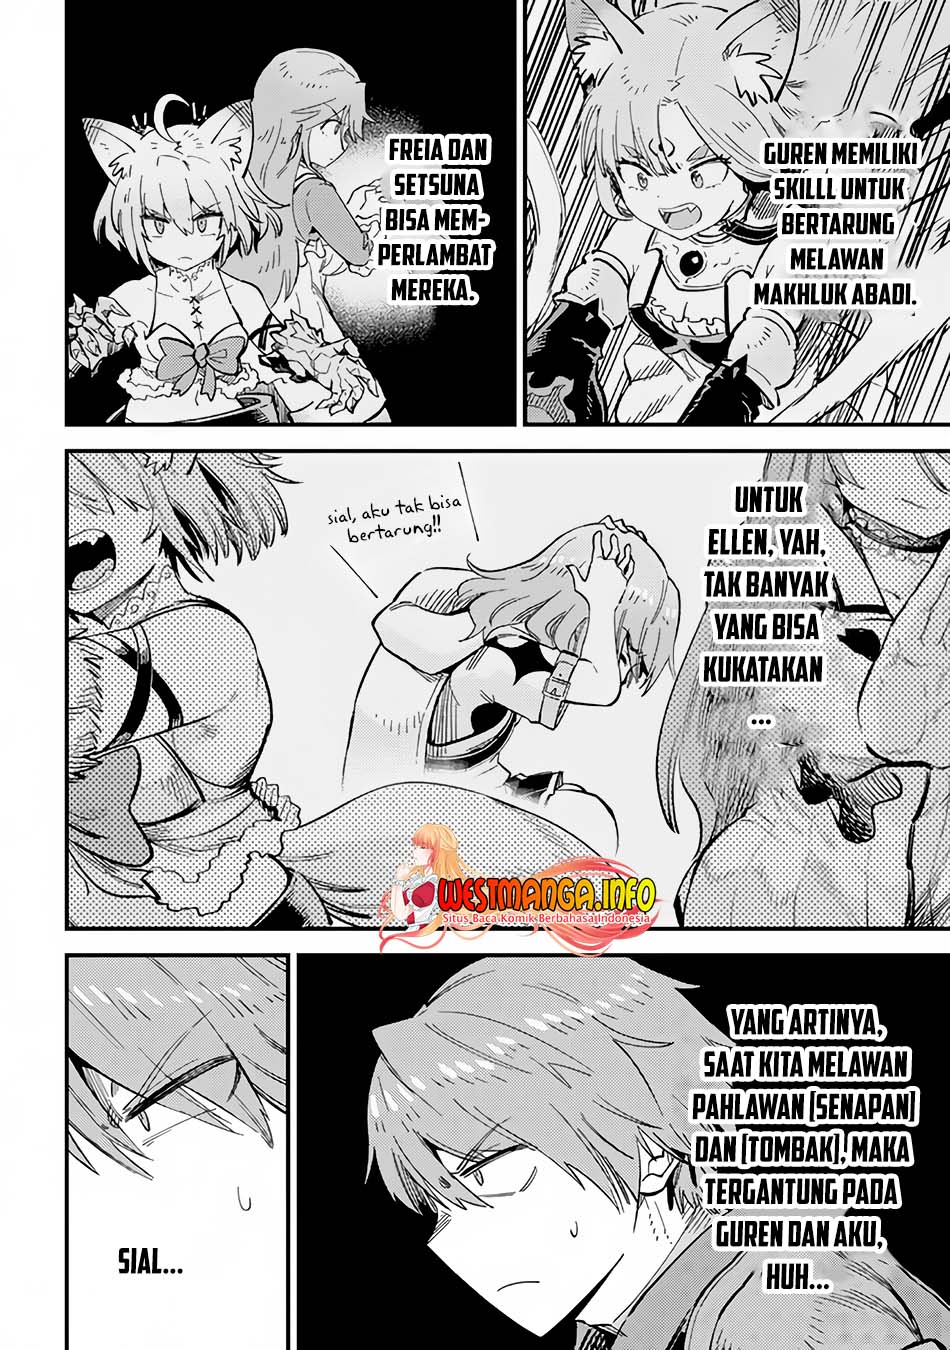 GUREN MEMILIKI
SKILLL UNTUK
BERTARUNG
MELAWAN
MAKHLUK ABADI.
FREIA DAN
SETSUNA
BISA MEM-
PERLAMBAT
MEREKA.
UNTUK
ELLEN, YAH,
TAK BANYAK
YANG BISA
KUKATAKAN
...
sial, aku tak bisa
bertarung!!
WESTMANGA.INFO
Situs Baca Komik Berbahasa Indonesia
YANG ARTINYA,
SAAT KITA MELAWAN
PAHLAWAN [SENAPAN]
DAN [TOMBAK], MAKA
TERGANTUNG PADA
GUREN DAN AKU,
HUH...
SIAL...